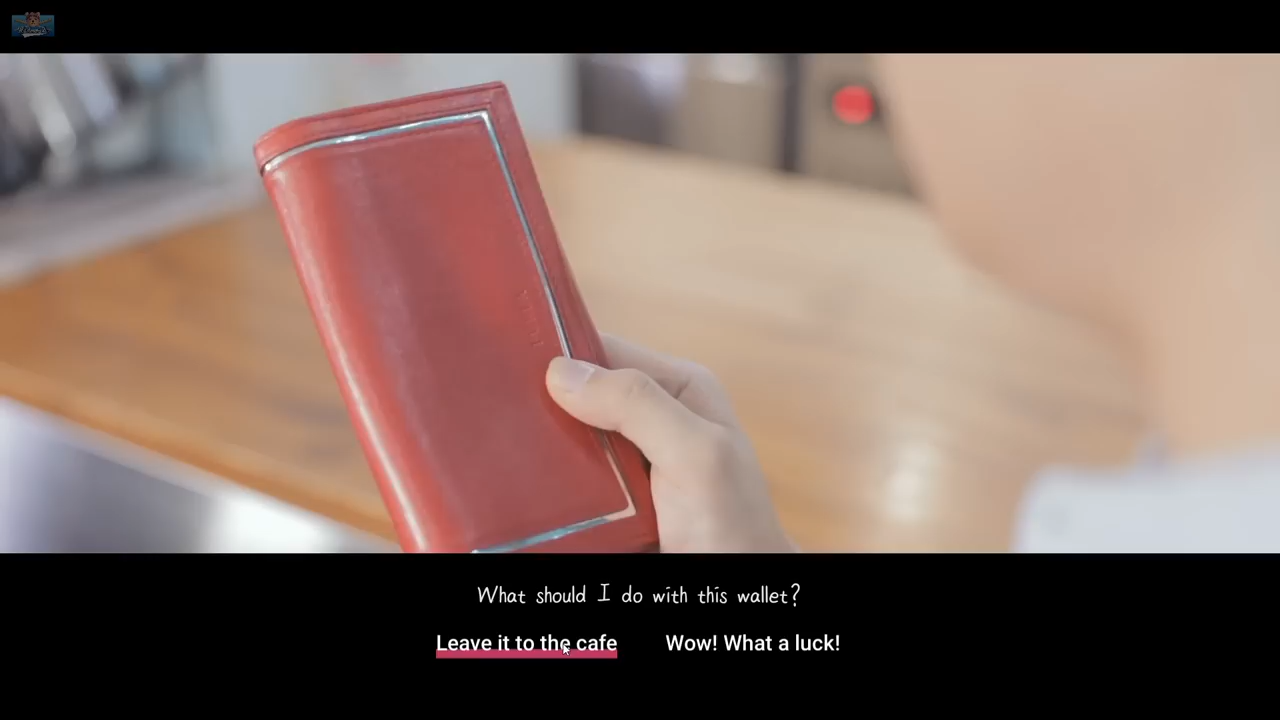 What should I do with this wallet?
Leave it to the cafe
Wow! What a luck!